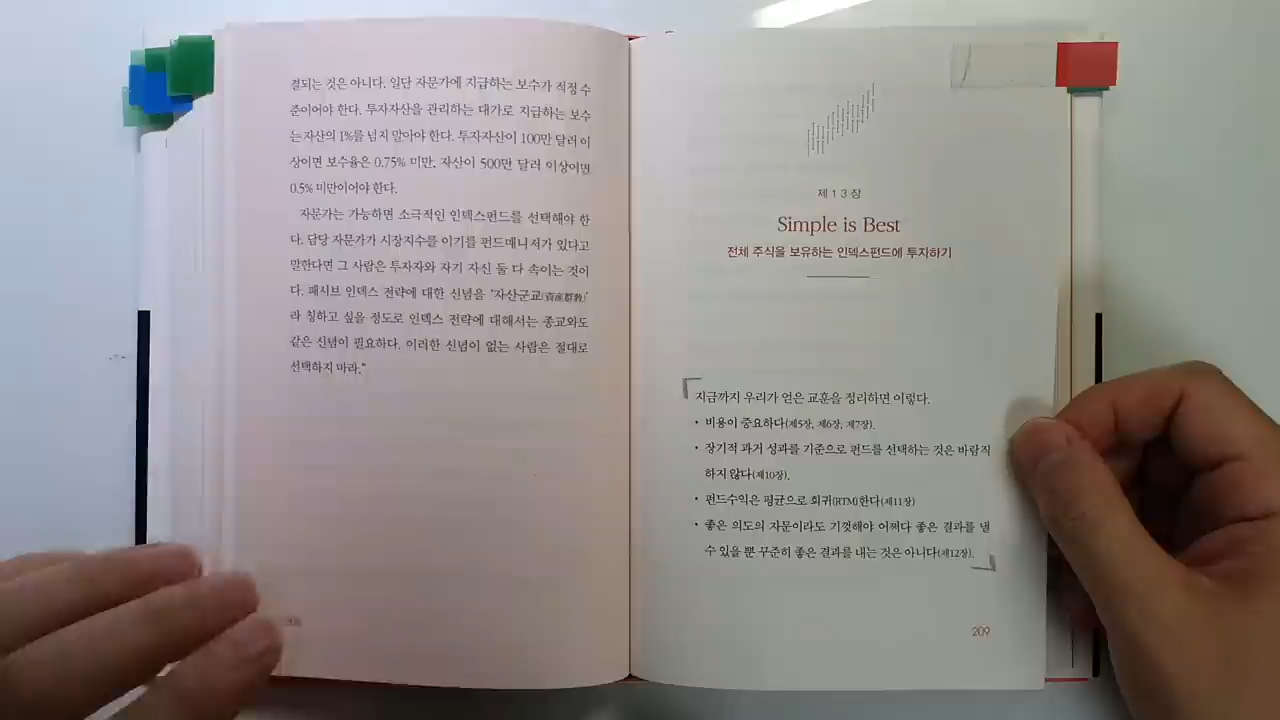 결되는 것은 아니다. 일단 자문가에 지급하는 보수가 적정 수
준이어야 한다. 투자자산을 관리하는 대가로 지급하는 보수
는 자산의 1%를 넘지 말아야 한다. 투자자산이 100만 달러 이
상이면 보수율은 0.75% 미만, 자산이 500만 달러 이상이면
0.5% 미만이어야 한다.
자문가는 가능하면 소극적인 인덱스펀드를 선택해야 한
다. 담당 자문가가 시장지수를 이기를 펀드매니저가 있다고
말한다면 그 사람은 투자자와 자기 자신 둘 다 속이는 것이
다. 패시브 인덱스 전략에 대한 신념을 '자산군교(資産群敎)'
라 칭하고 싶을 정도로 인덱스 전략에 대해서는 종교와도
같은 신념이 필요하다. 이러한 신념이 없는 사람은 절대로
선택하지 마라."
제13장
Simple is Best
전체 주식을 보유하는 인덱스펀드에 투자하기
지금까지 우리가 얻은 교훈을 정리하면 이렇다.
• 비용이 중요하다(제5장, 제6장, 제7장).
• 장기적 과거 성과를 기준으로 펀드를 선택하는 것은 바람직
하지 않다(제10장).
• 펀드수익은 평균으로 회귀(RTM)한다(제11장)
• 좋은 의도의 자문이라도 기껏해야 어쩌다 좋은 결과를 낼
수 있을 뿐 꾸준히 좋은 결과를 내는 것은 아니다(제12장).
209